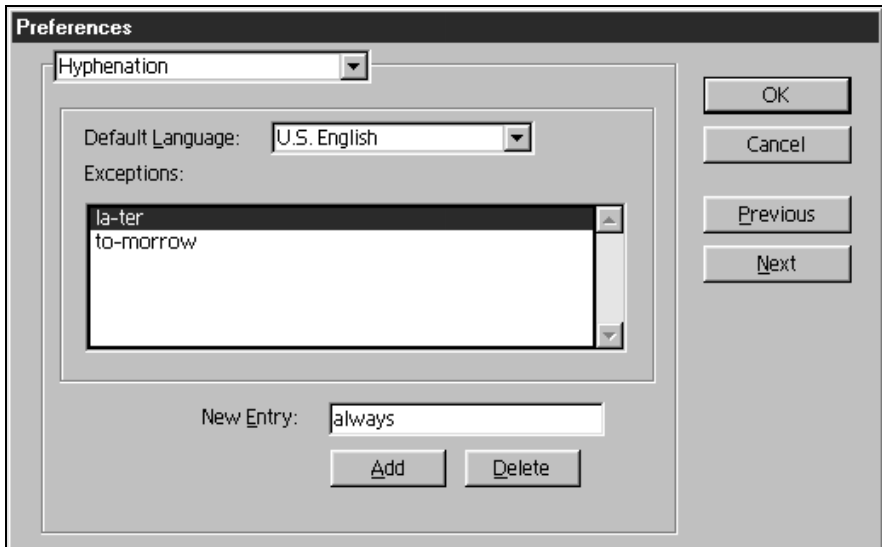 Preferences
Hyphenation
OK
Default Language: U.S. English
Cancel
Exceptions:
la-ter
to-morrow
Previous
Next
New Entry: always
Add Delete